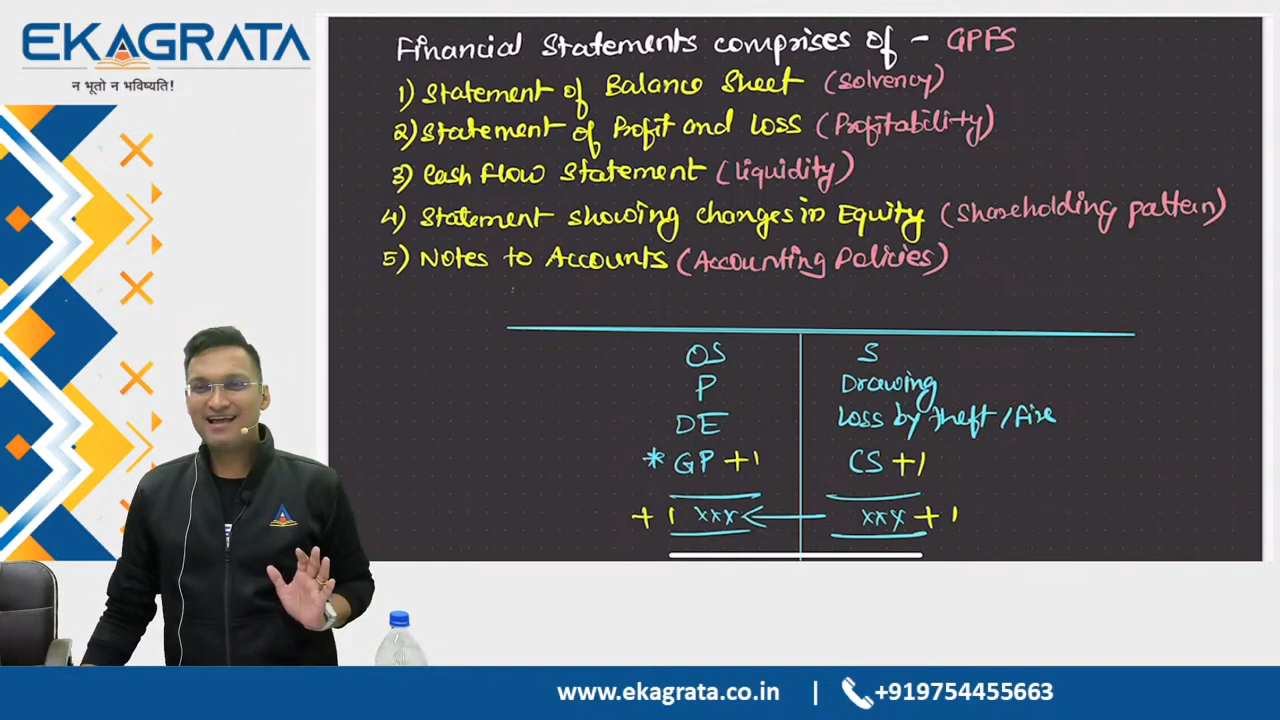 EKAGRATA
न भूतो न भविष्यति!
Financial Statements comprises of - GPFS
1) Statement of Balance Sheet (Solvency)
2) Statement of Profit and Loss (Profitability)
3) Cash Flow Statement (Liquidity)
4) Statement showing changes in Equity (Shareholding pattern)
5) Notes to Accounts (Accounting Policies)
OS S
P Drawing
DE Loss by theft/Fire
* GP +1 CS +1
+1 xxx xxx +1
www.ekagrata.co.in | +919754455663